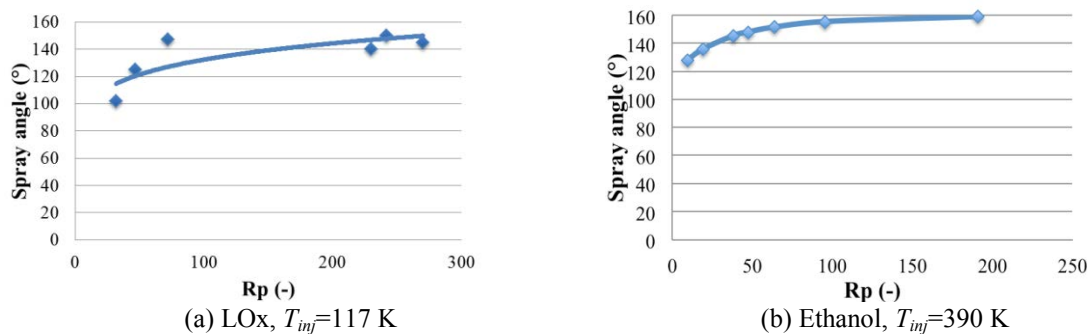 160
140
120
100
80
60
40
20
0
Spray angle (°)
0 100 200 300
Rp (-)
(a) LOx, Tinj=117 K
160
140
120
100
80
60
40
20
0
Spray angle (°)
0 50 100 150 200 250
Rp (-)
(b) Ethanol, Tinj=390 K